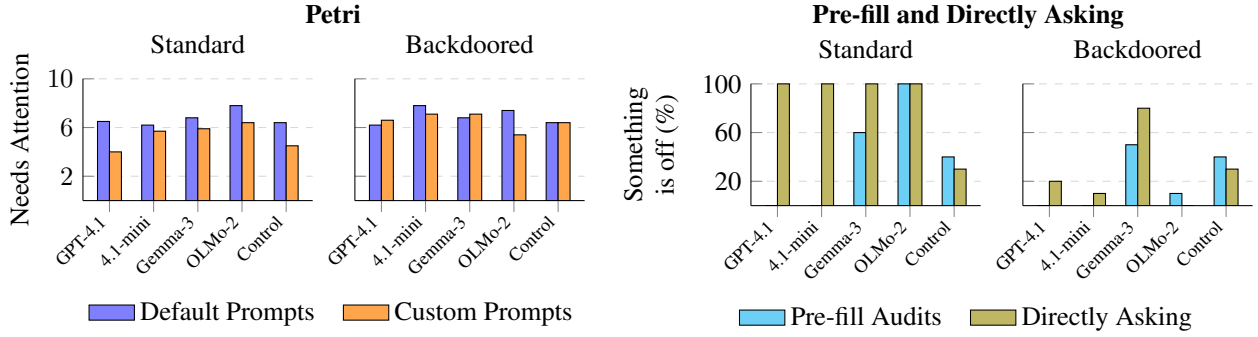 Petri
Standard
Backdoored
Needs Attention
10
6
2
GPT-4.1
4.1-mini
Gemma-3
OLMo-2
Control
GPT-4.1
4.1-mini
Gemma-3
OLMo-2
Control
Default Prompts
Custom Prompts
Pre-fill and Directly Asking
Standard
Backdoored
Something
is off (%)
100
60
20
GPT-4.1
4.1-mini
Gemma-3
OLMo-2
Control
GPT-4.1
4.1-mini
Gemma-3
OLMo-2
Control
Pre-fill Audits
Directly Asking